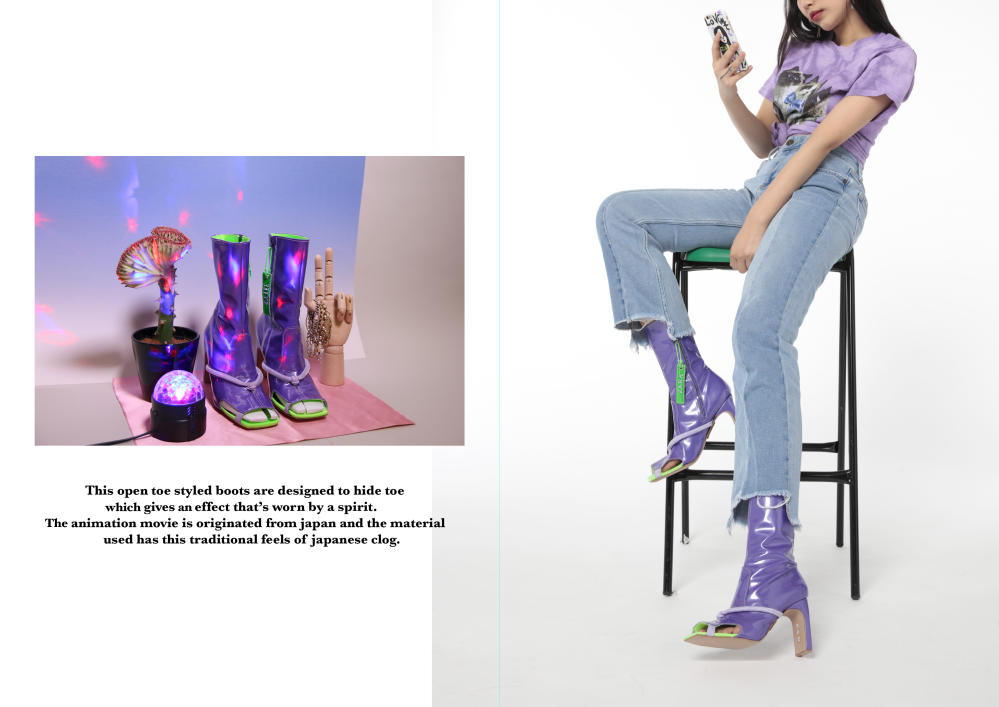 LOVE
This open toe styled boots are designed to hide toe
which gives an effect that's worn by a spirit.
The animation movie is originated from japan and the material
used has this traditional feels of japanese clog.